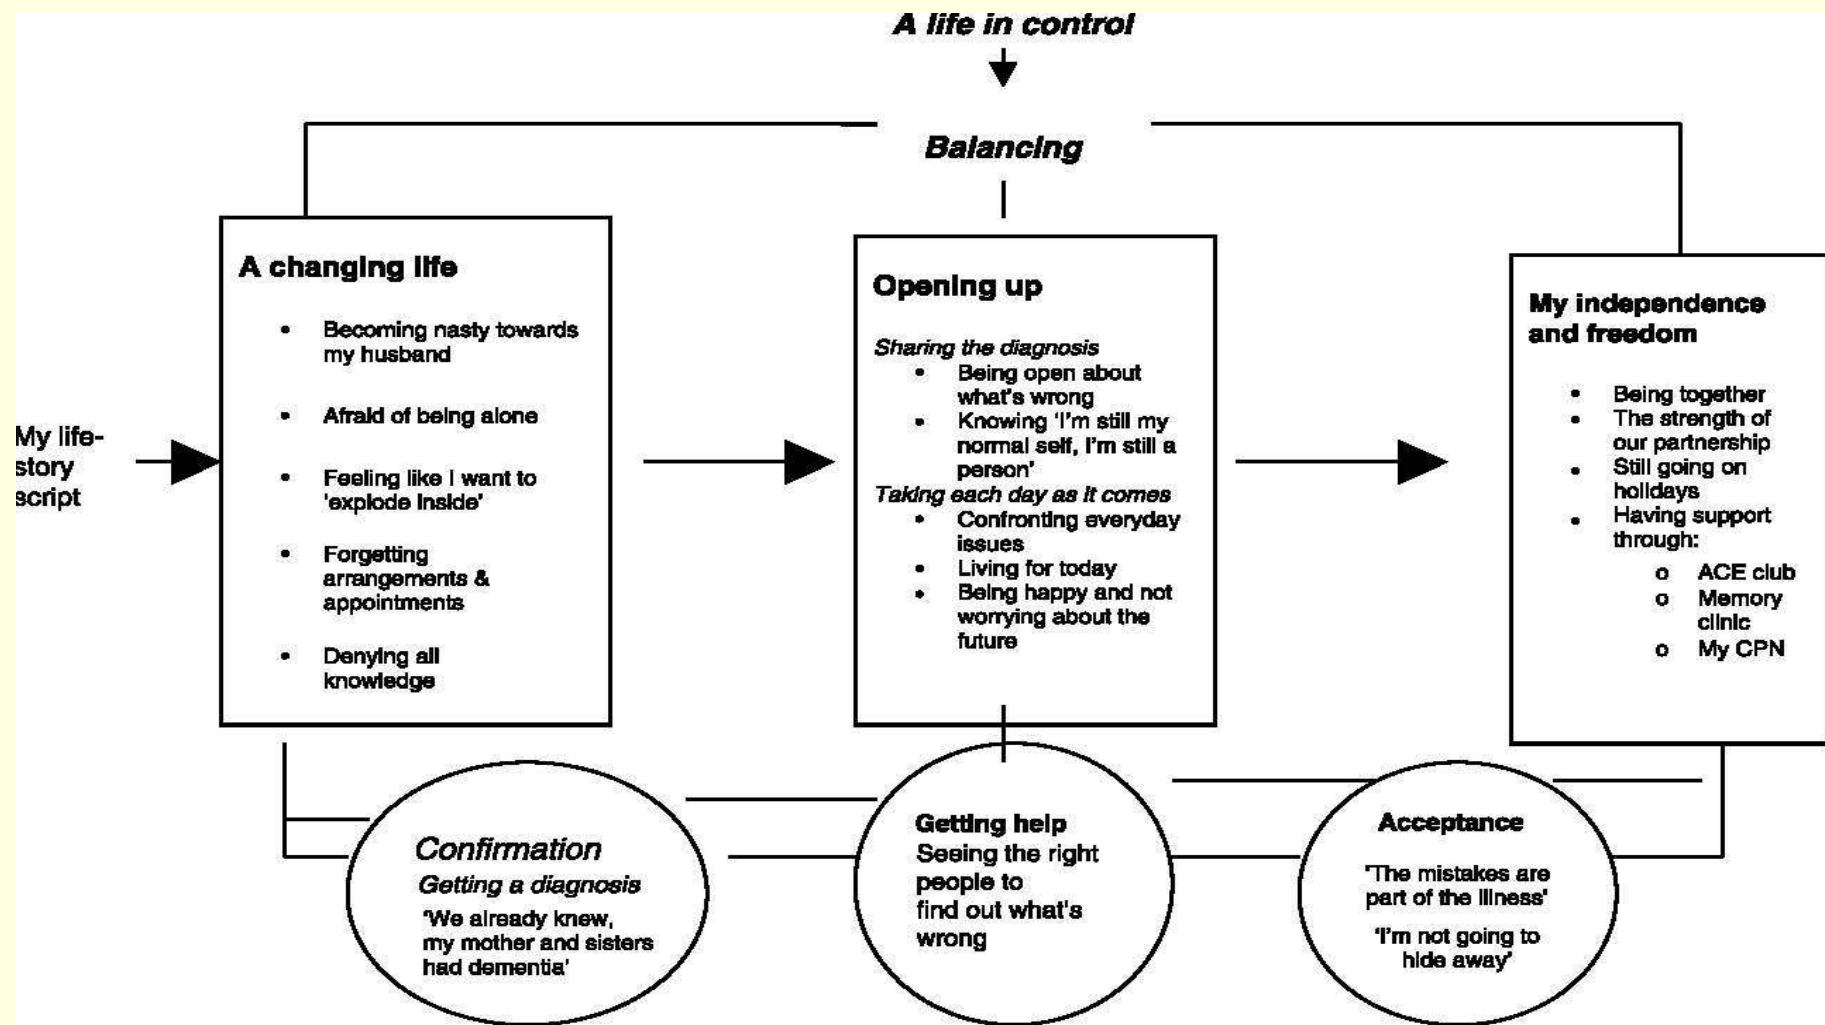 A life in control
Balancing
My life-
story
script
A changing life
• Becoming nasty towards
my husband
• Afraid of being alone
• Feeling like I want to
'explode inside'
• Forgetting
arrangements &
appointments
• Denying all
knowledge
Opening up
Sharing the diagnosis
• Being open about
what's wrong
• Knowing 'I'm still my
normal self, I'm still a
person'
Taking each day as it comes
• Confronting everyday
issues
• Living for today
• Being happy and not
worrying about the
future
My independence
and freedom
• Being together
• The strength of
our partnership
• Still going on
holidays
• Having support
through:
o ACE club
o Memory
clinic
o My CPN
Confirmation
Getting a diagnosis
'We already knew,
my mother and sisters
had dementia'
Getting help
Seeing the right
people to
find out what's
wrong
Acceptance
'The mistakes are
part of the illness'
'I'm not going to
hide away'